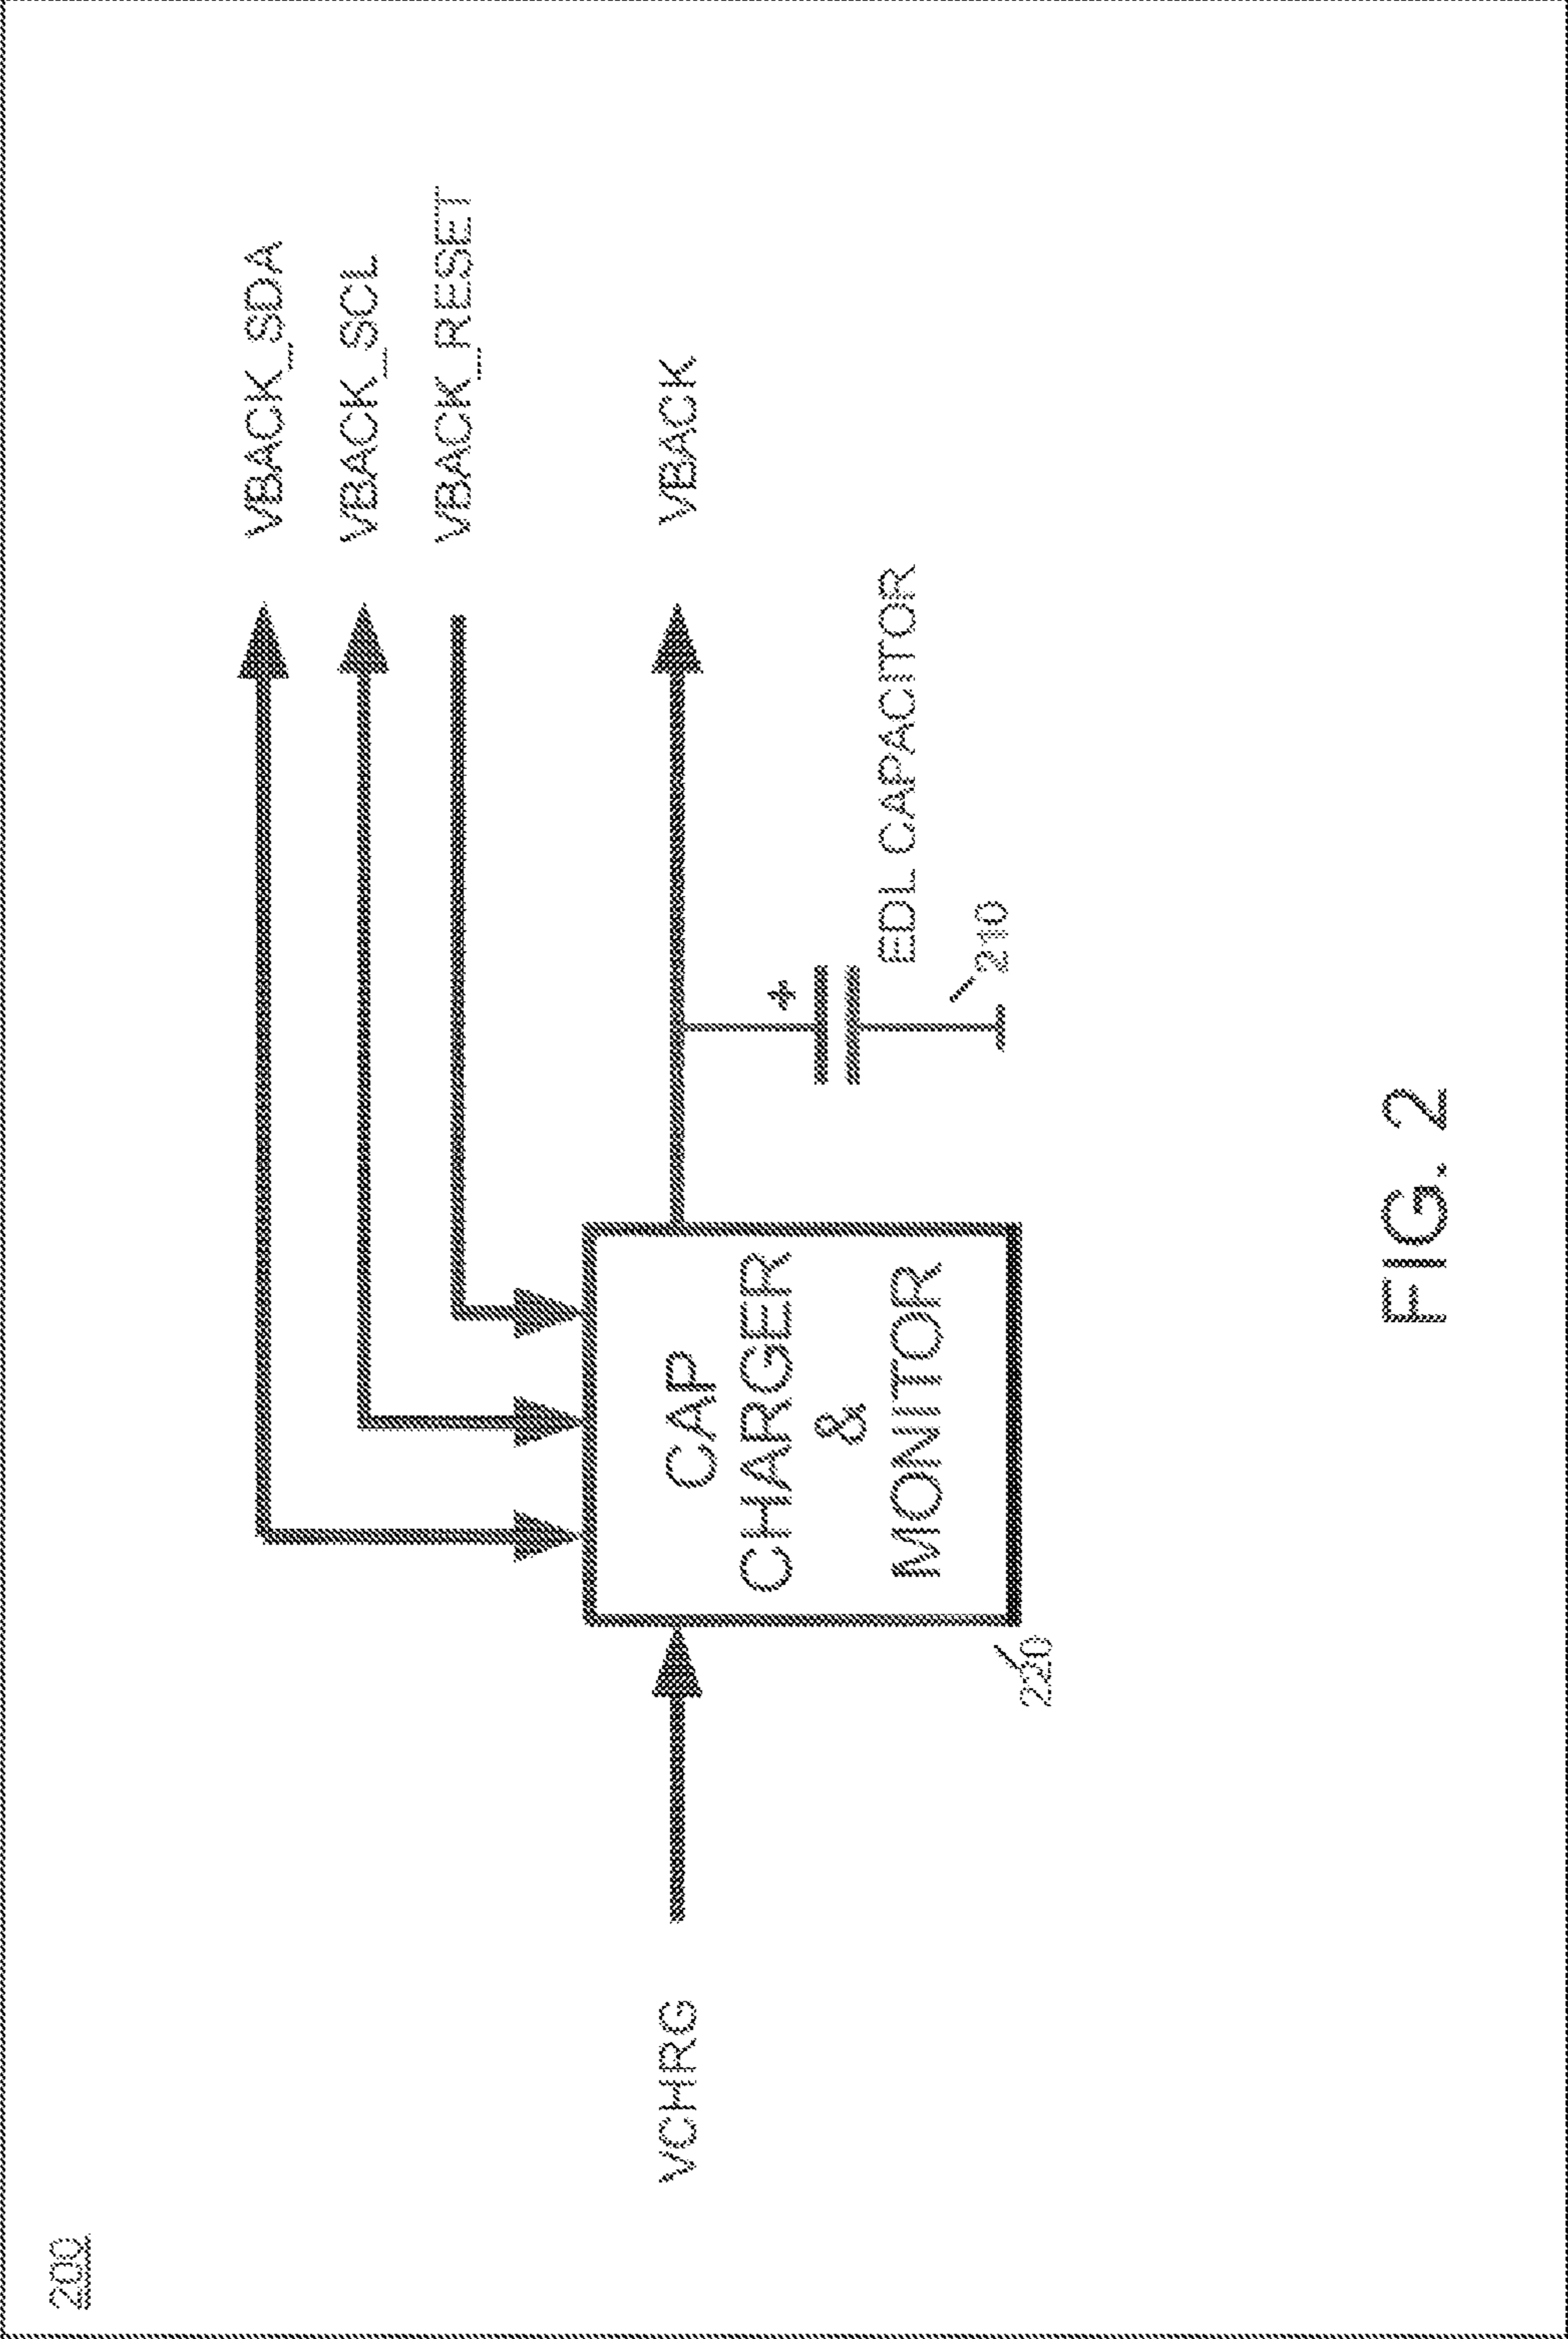 200
VBACK_SDA
VBACK_SCL
VBACK_RESET
VCHRG
VBACK
CAP
CHARGER
&
MONITOR
+
EDL CAPACITOR
210
220
FIG. 2